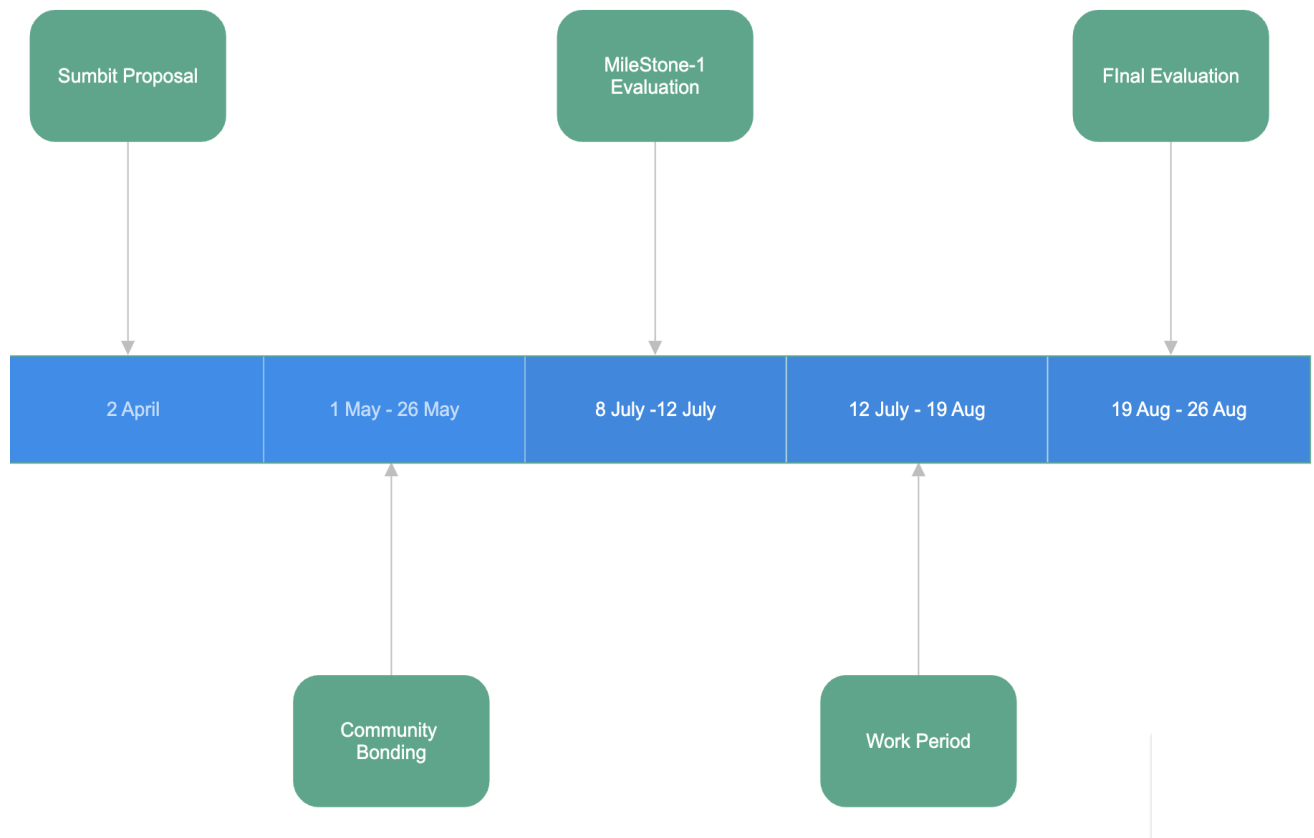 Sumbit Proposal
MileStone-1
Evaluation
FInal Evaluation
2 April
1 May - 26 May
8 July -12 July
12 July - 19 Aug
19 Aug - 26 Aug
Community
Bonding
Work Period